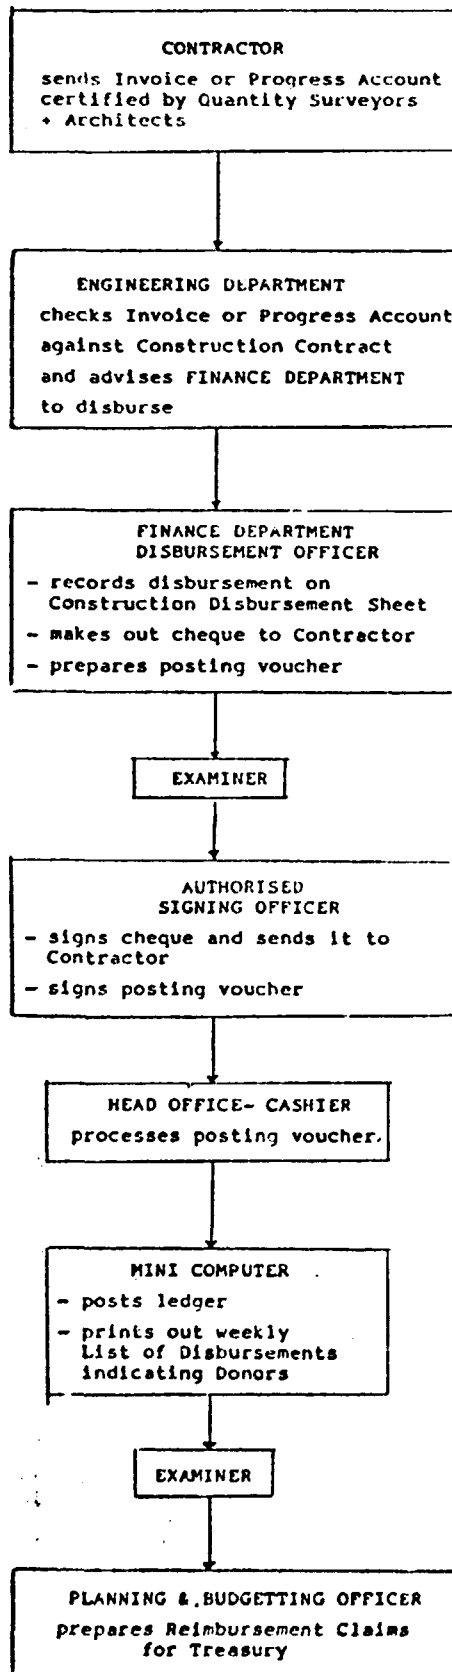 CONTRACTOR
sends Invoice or Progress Account
certified by Quantity Surveyors
+ Architects
ENGINEERING DEPARTMENT
checks Invoice or Progress Account
against Construction Contract
and advises FINANCE DEPARTMENT
to disburse
FINANCE DEPARTMENT
DISBURSEMENT OFFICER
- records disbursement on
Construction Disbursement Sheet
- makes out cheque to Contractor
- prepares posting voucher
EXAMINER
AUTHORISED
SIGNING OFFICER
- signs cheque and sends it to
Contractor
- signs posting voucher
HEAD OFFICE- CASHIER
processes posting voucher.
MINI COMPUTER
- posts ledger
- prints out weekly
List of Disbursements
indicating Donors
EXAMINER
PLANNING & BUDGETTING OFFICER
prepares Reimbursement Claims
for Treasury